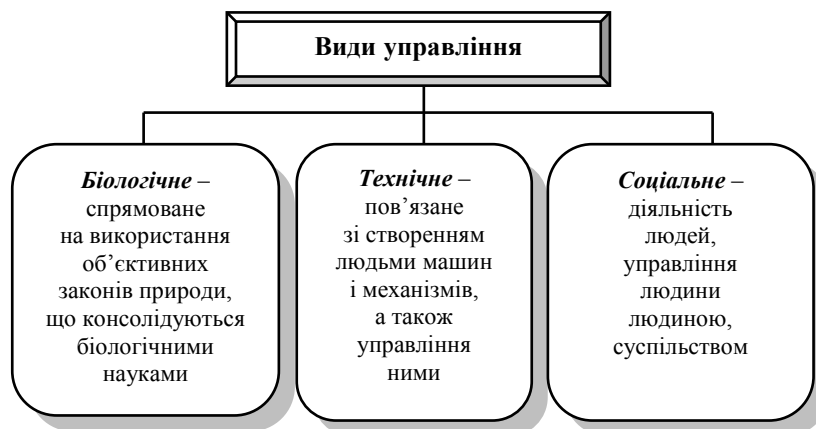 Види управління
Біологічне –
спрямоване
на використання
об’єктивних
законів природи,
що консолідуються
біологічними
науками
Технічне –
пов’язане
зі створенням
людьми машин
і механізмів,
а також
управління
ними
Соціальне –
діяльність
людей,
управління
людини
людиною,
суспільством